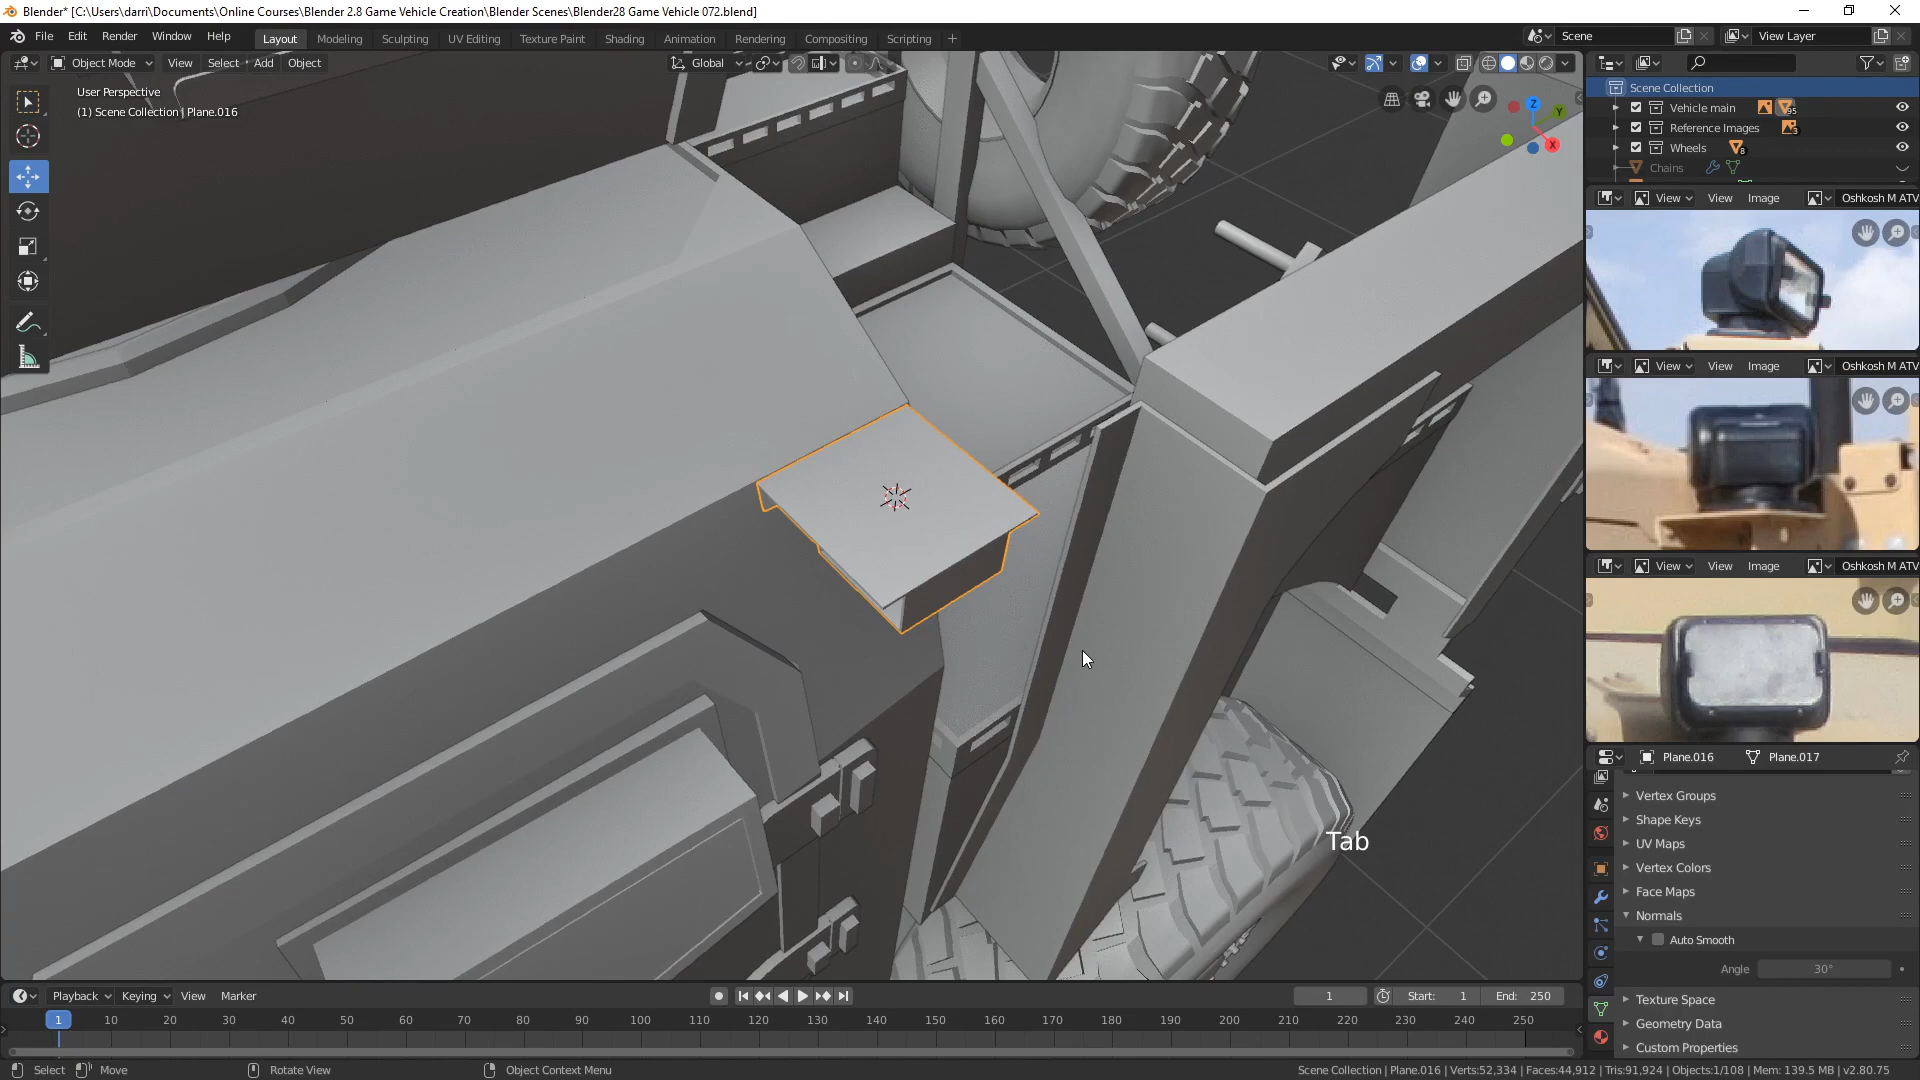 Blender* [C:\Users\darri\Documents\Online Courses\Blender 2.8 Game Vehicle Creation\Blender Scenes\Blender28 Game Vehicle 072.blend]
File Edit Render Window Help
Layout Modeling Sculpting UV Editing Texture Paint Shading Animation Rendering Compositing Scripting +
Scene View Layer
Object Mode View Select Add Object Global
User Perspective
(1) Scene Collection | Plane.016
Z Y X
Scene Collection
Vehicle main 95
Reference Images 3
Wheels 8
Chains
View View Image Oshkosh M ATV
View View Image Oshkosh M ATV
View View Image Oshkosh M ATV
Plane.016 Plane.017
Vertex Groups
Shape Keys
UV Maps
Vertex Colors
Face Maps
Normals
Auto Smooth
Angle 30°
Texture Space
Geometry Data
Custom Properties
Tab
Playback Keying View Marker 1 Start: 1 End: 250
1 10 20 30 40 50 60 70 80 90 100 110 120 130 140 150 160 170 180 190 200 210 220 230 240 250
Select Move Rotate View Object Context Menu
Scene Collection | Plane.016 | Verts:52,334 | Faces:44,912 | Tris:91,924 | Objects:1/108 | Mem: 139.5 MB | v2.80.75